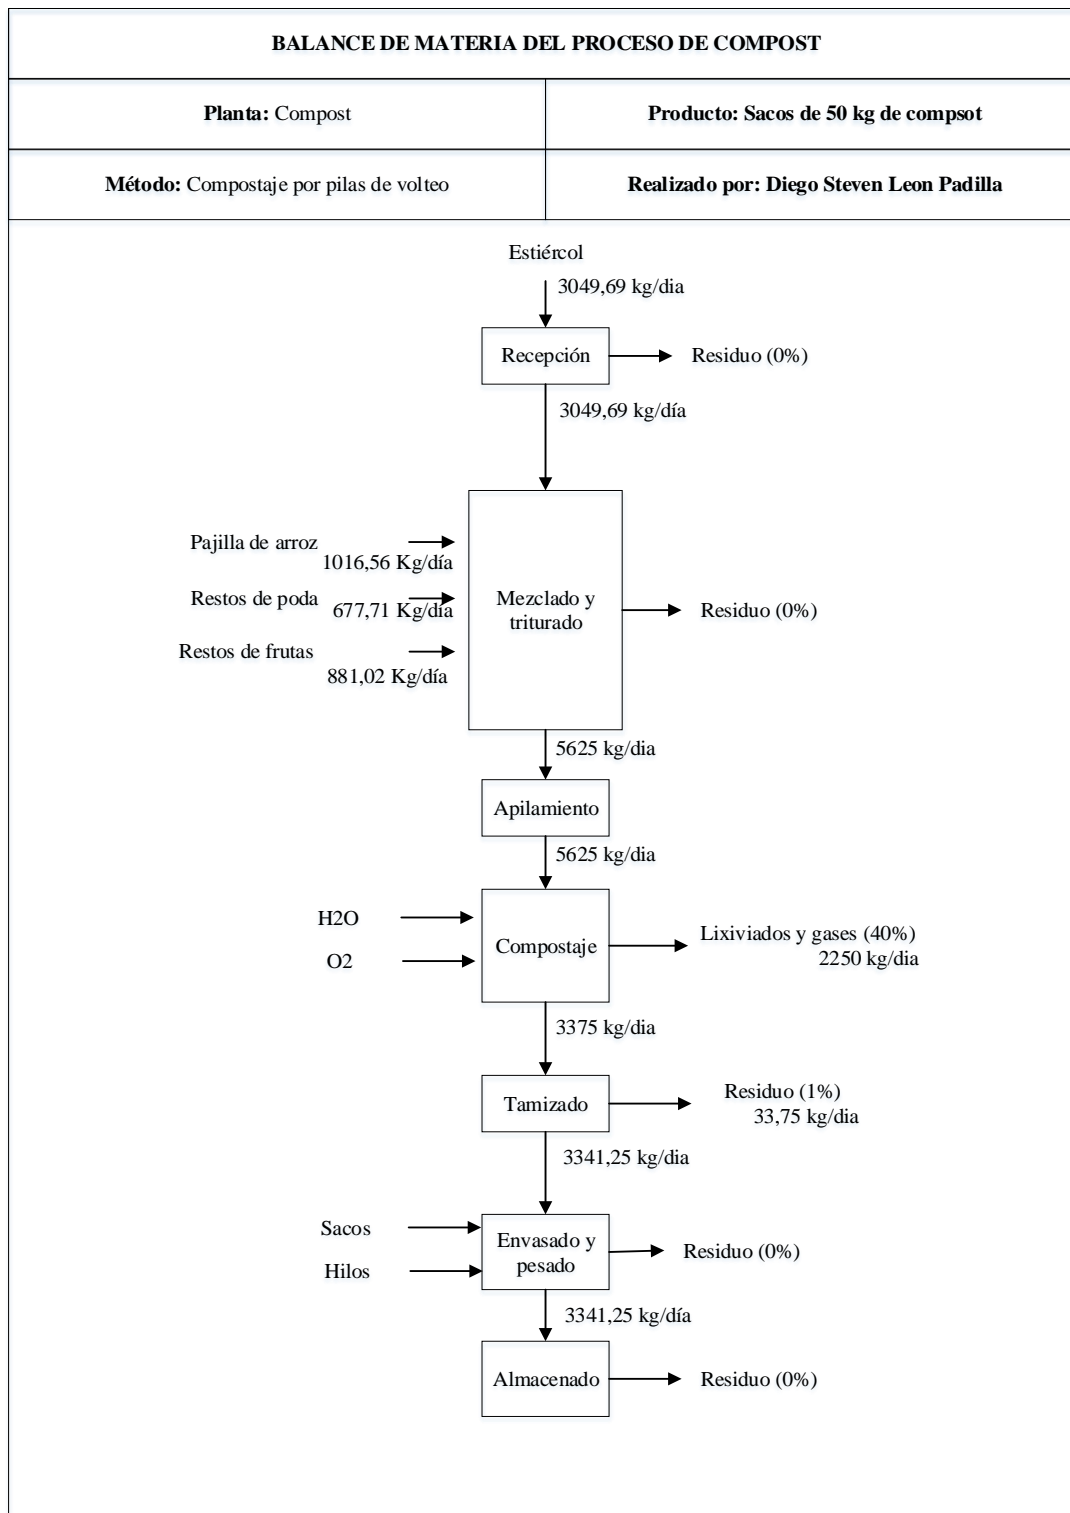 BALANCE DE MATERIA DEL PROCESO DE COMPOST
Planta: Compost
Producto: Sacos de 50 kg de compsot
Método: Compostaje por pilas de volteo
Realizado por: Diego Steven Leon Padilla
Estiércol
3049,69 kg/dia
Recepción
Residuo (0%)
3049,69 kg/día
Pajilla de arroz
1016,56 Kg/día
Restos de poda
677,71 Kg/día
Restos de frutas
881,02 Kg/día
Mezclado y
triturado
Residuo (0%)
5625 kg/dia
Apilamiento
5625 kg/dia
H2O
O2
Compostaje
Lixiviados y gases (40%)
2250 kg/dia
3375 kg/dia
Tamizado
Residuo (1%)
33,75 kg/dia
3341,25 kg/dia
Sacos
Hilos
Envasado y
pesado
Residuo (0%)
3341,25 kg/día
Almacenado
Residuo (0%)